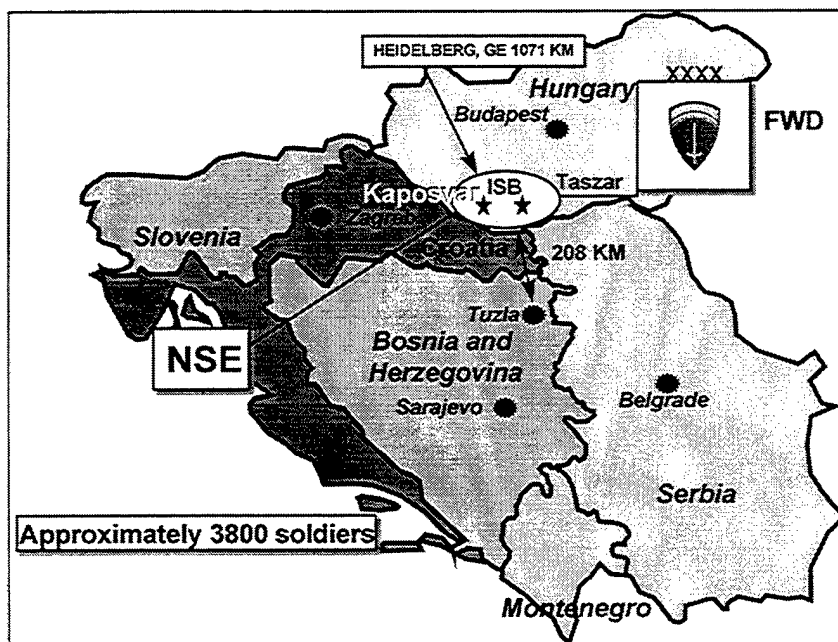 HEIDELBERG, GE 1071 KM
XXXX
Hungary
FWD
Budapest
Kaposvar
ISB
Taszar
Zagrab
Slovenia
Croatia
208 KM
Tuzla
NSE
Bosnia and
Herzegovina
Belgrade
Sarajevo
Serbia
Approximately 3800 soldiers
Montenegro